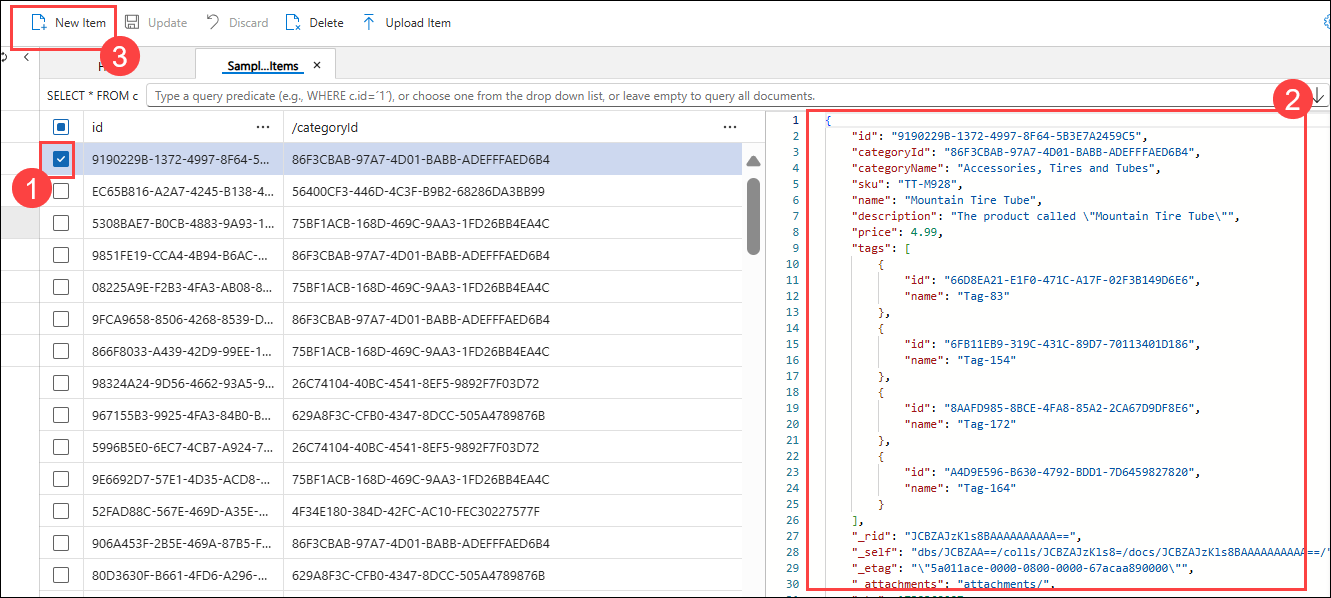 New Item Update Discard Delete Upload Item
3
Sampl...Items
SELECT * FROM c Type a query predicate (e.g., WHERE c.id=´1´), or choose one from the drop down list, or leave empty to query all documents.
2
id ... /categoryId ...
1
9190229B-1372-4997-8F64-5... 86F3CBAB-97A7-4D01-BABB-ADEFFFAED6B4
EC65B816-A2A7-4245-B138-4... 56400CF3-446D-4C3F-B9B2-68286DA3BB99
5308BAE7-B0CB-4883-9A93-1... 75BF1ACB-168D-469C-9AA3-1FD26BB4EA4C
9851FE19-CCA4-4B94-B6AC-... 86F3CBAB-97A7-4D01-BABB-ADEFFFAED6B4
08225A9E-F2B3-4FA3-AB08-8... 75BF1ACB-168D-469C-9AA3-1FD26BB4EA4C
9FCA9658-8506-4268-8539-D... 86F3CBAB-97A7-4D01-BABB-ADEFFFAED6B4
866F8033-A439-42D9-99EE-1... 75BF1ACB-168D-469C-9AA3-1FD26BB4EA4C
98324A24-9D56-4662-93A5-9... 26C74104-40BC-4541-8EF5-9892F7F03D72
967155B3-9925-4FA3-84B0-B... 629A8F3C-CFB0-4347-8DCC-505A4789876B
5996B5E0-6EC7-4CB7-A924-7... 26C74104-40BC-4541-8EF5-9892F7F03D72
9E6692D7-57E1-4D35-ACD8-... 75BF1ACB-168D-469C-9AA3-1FD26BB4EA4C
52FAD88C-567E-469D-A35E-... 4F34E180-384D-42FC-AC10-FEC30227577F
906A453F-2B5E-469A-87B5-F... 86F3CBAB-97A7-4D01-BABB-ADEFFFAED6B4
80D3630F-B661-4FD6-A296-... 629A8F3C-CFB0-4347-8DCC-505A4789876B
1 {
2 "id": "9190229B-1372-4997-8F64-5B3E7A2459C5",
3 "categoryId": "86F3CBAB-97A7-4D01-BABB-ADEFFFAED6B4",
4 "categoryName": "Accessories, Tires and Tubes",
5 "sku": "TT-M928",
6 "name": "Mountain Tire Tube",
7 "description": "The product called \"Mountain Tire Tube\"",
8 "price": 4.99,
9 "tags": [
10 {
11 "id": "66D8EA21-E1F0-471C-A17F-02F3B149D6E6",
12 "name": "Tag-83"
13 },
14 {
15 "id": "6FB11EB9-319C-431C-89D7-70113401D186",
16 "name": "Tag-154"
17 },
18 {
19 "id": "8AAFD985-8BCE-4FA8-85A2-2CA67D9DF8E6",
20 "name": "Tag-172"
21 },
22 {
23 "id": "A4D9E596-B630-4792-BDD1-7D6459827820",
24 "name": "Tag-164"
25 }
26 ],
27 "_rid": "JCBZAJzKls8BAAAAAAAAAA==",
28 "_self": "dbs/JCBZAA==/colls/JCBZAJzKls8=/docs/JCBZAJzKls8BAAAAAAAAAA==/"
29 "_etag": "\"5a011ace-0000-0800-0000-67acaa890000\"",
30 "_attachments": "attachments/",